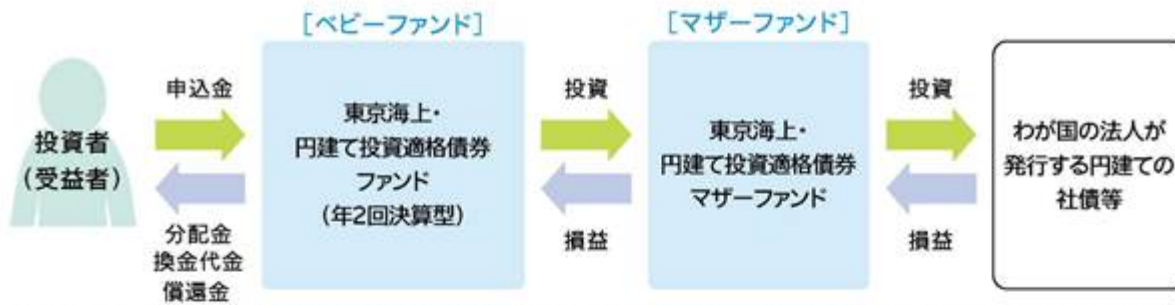 [ベビーファンド]
[マザーファンド]
投資者
(受益者)
申込金
分配金
換金代金
償還金
東京海上・
円建て投資適格債券
ファンド
(年2回決算型)
投資
損益
東京海上・
円建て投資適格債券
マザーファンド
投資
損益
わが国の法人が
発行する円建ての
社債等